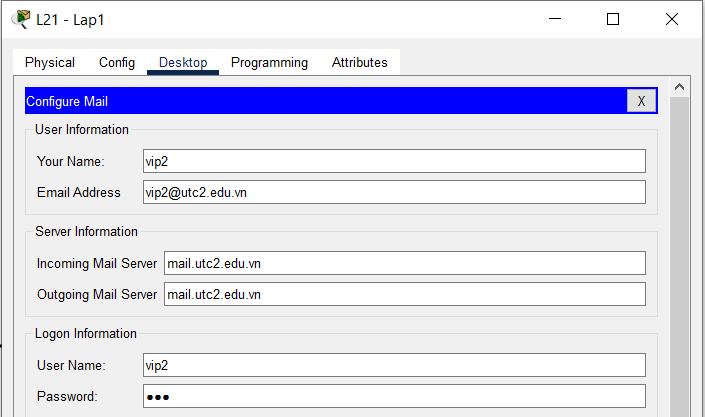 L21 - Lap1
Physical Config Desktop Programming Attributes
Configure Mail X
User Information
Your Name: vip2
Email Address vip2@utc2.edu.vn
Server Information
Incoming Mail Server mail.utc2.edu.vn
Outgoing Mail Server mail.utc2.edu.vn
Logon Information
User Name: vip2
Password: •••